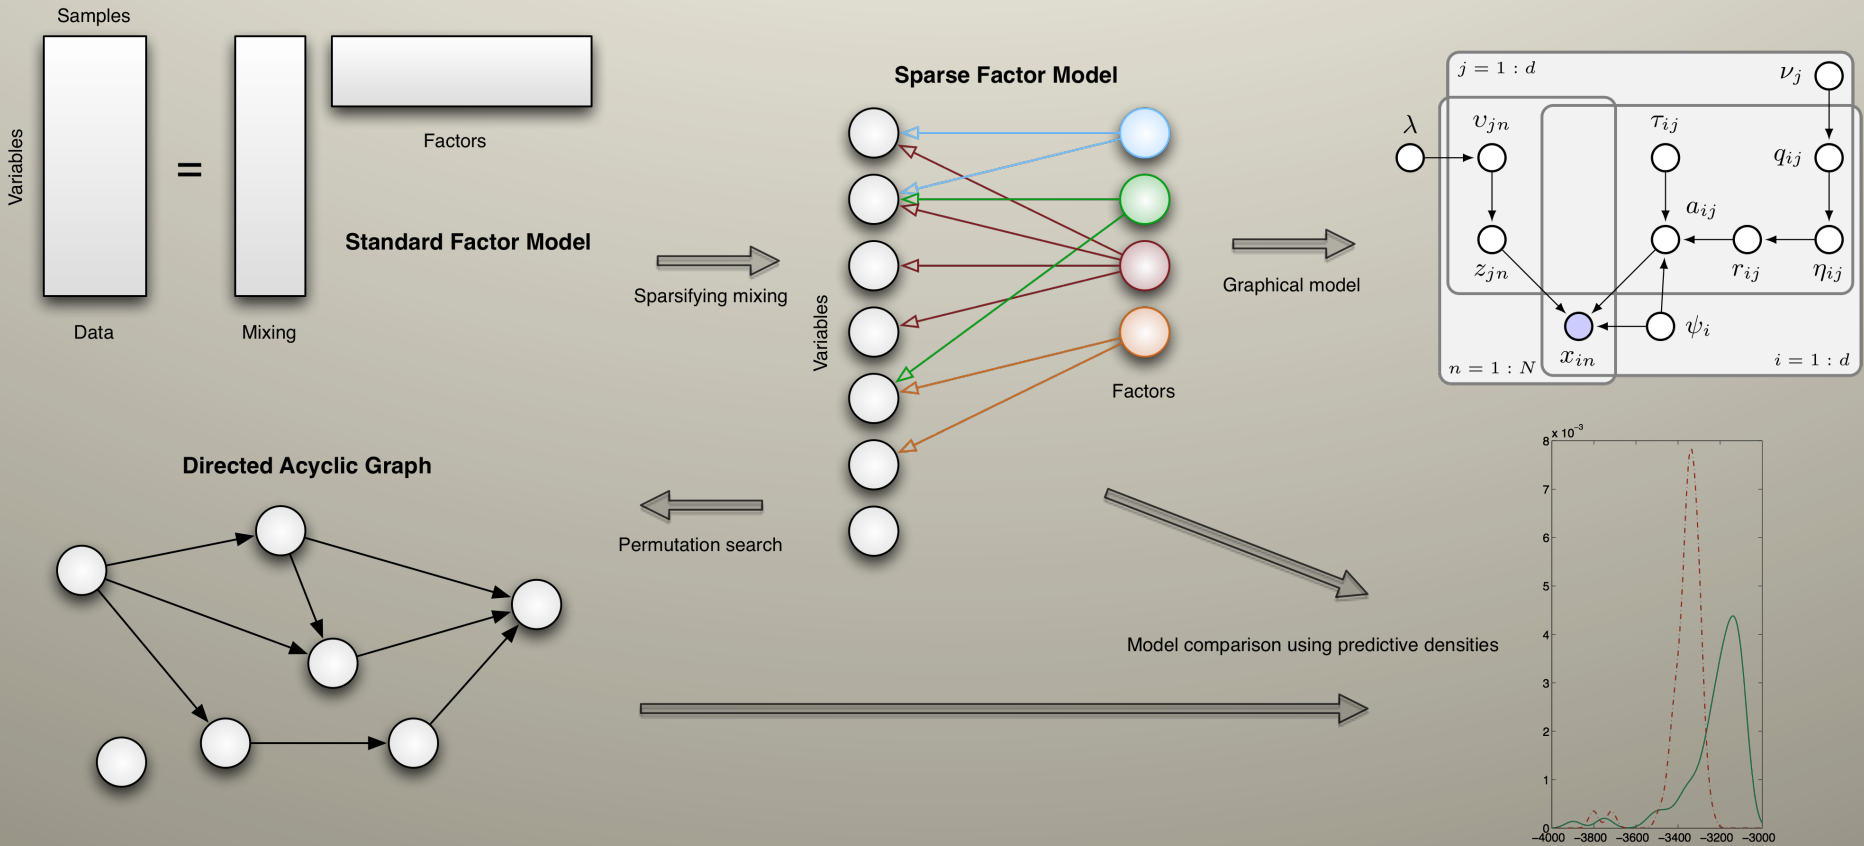 Samples
Variables
Data
=
Mixing
Factors
Standard Factor Model
Sparsifying mixing
Sparse Factor Model
Variables
Factors
Graphical model
j = 1 : d
ν_j
λ
υ_jn
τ_ij
q_ij
a_ij
z_jn
r_ij
η_ij
ψ_i
x_in
n = 1 : N
i = 1 : d
Directed Acyclic Graph
Permutation search
Model comparison using predictive densities
x 10⁻³
8
7
6
5
4
3
2
1
0
−4000 −3800 −3600 −3400 −3200 −3000